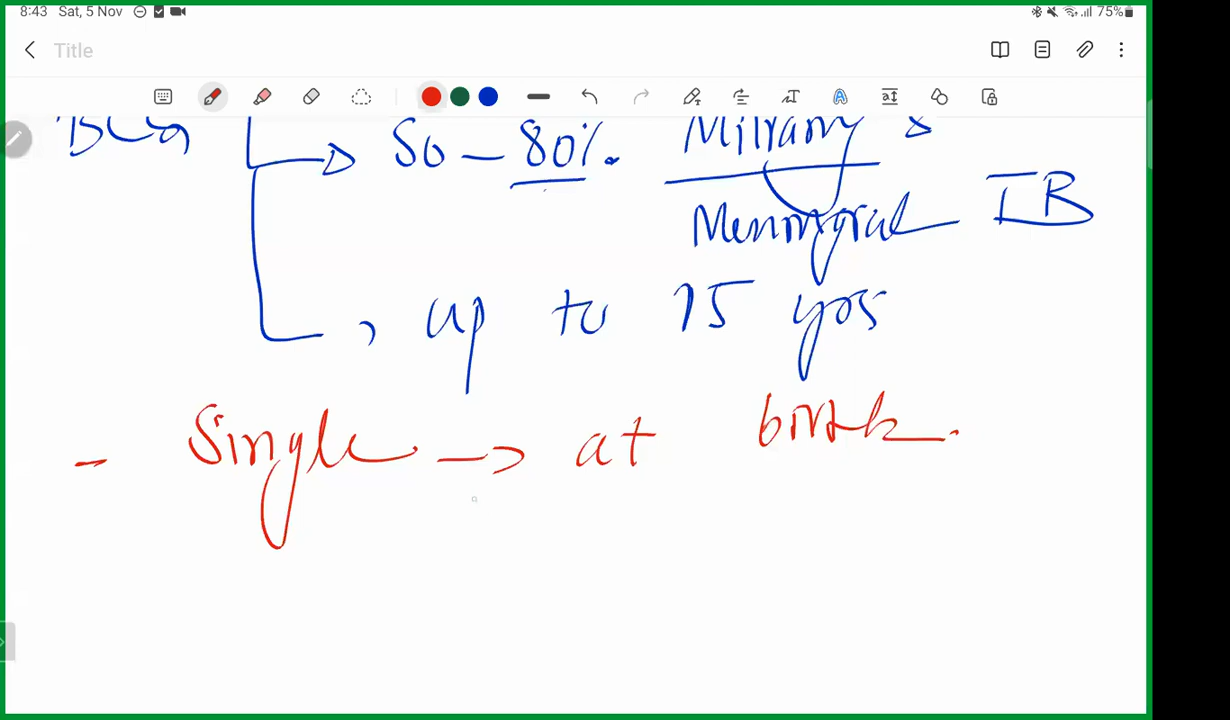 8:43 Sat, 5 Nov 75%
Title
BCG 50 - 80%. Miliary &
Meningeal TB
, up to 15 yrs
- Single -> at birth.